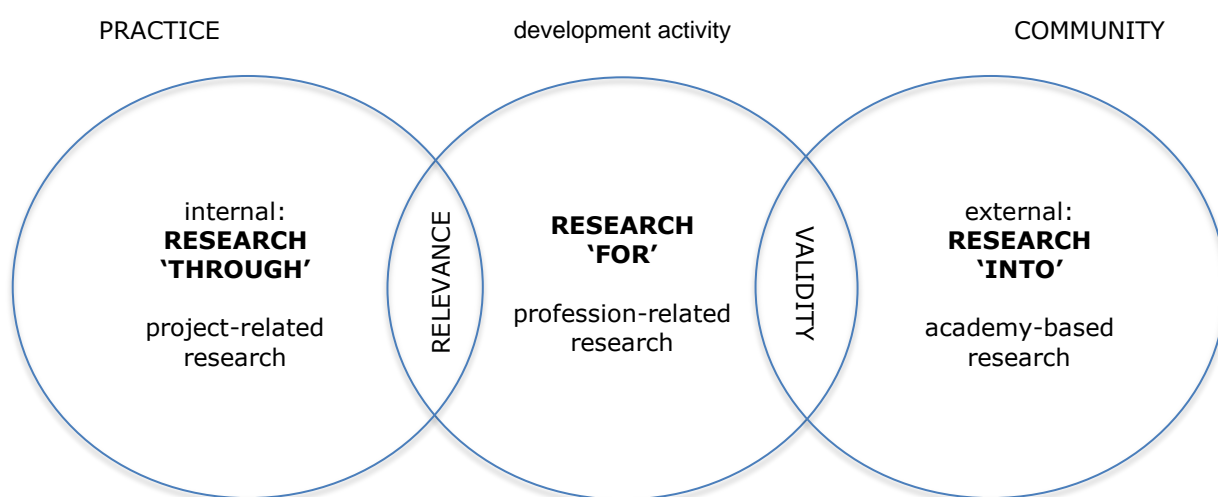 PRACTICE
development activity
COMMUNITY
internal:
RESEARCH
‘THROUGH’
project-related
research
RELEVANCE
RESEARCH
‘FOR’
profession-related
research
VALIDITY
external:
RESEARCH
‘INTO’
academy-based
research